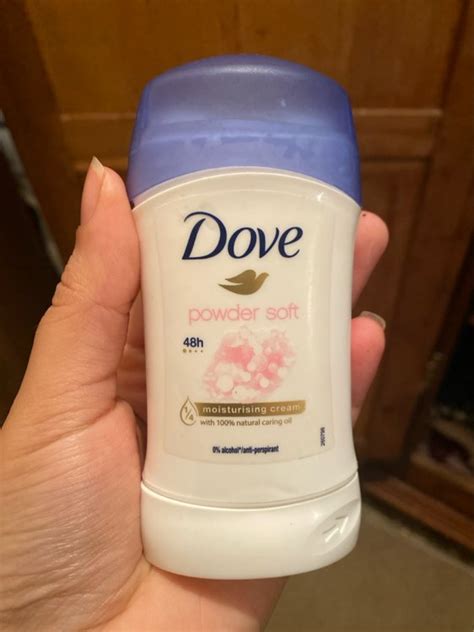 Dove
powder soft
48h
1/4
moisturising cream
with 100% natural caring oil
0% alcohol*/anti-perspirant